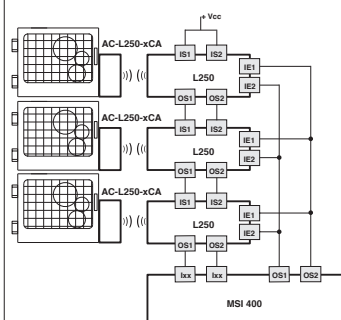 + Vcc
AC-L250-xCA
IS1 IS2
L250
IE1
IE2
OS1 OS2
AC-L250-xCA
IS1 IS2
L250
IE1
IE2
OS1 OS2
AC-L250-xCA
IS1 IS2
L250
IE1
IE2
OS1 OS2
Ixx Ixx OS1 OS2
MSI 400